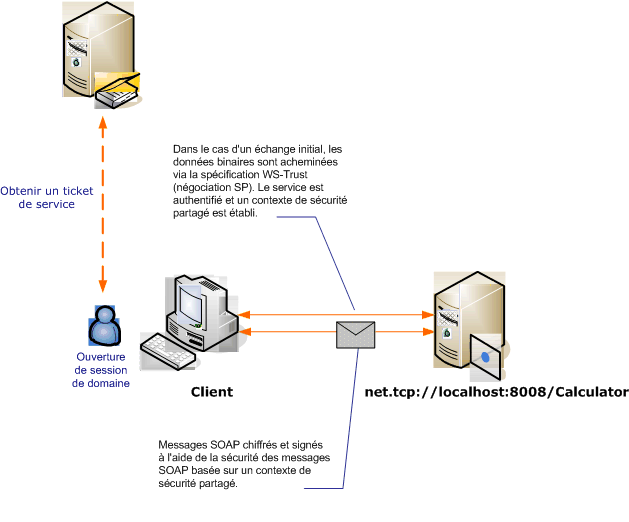 Dans le cas d'un échange initial, les
données binaires sont acheminées
via la spécification WS-Trust
(négociation SP). Le service est
authentifié et un contexte de sécurité
partagé est établi.
Obtenir un ticket
de service
Ouverture
de session
de domaine
Client
net.tcp://localhost:8008/Calculator
Messages SOAP chiffrés et signés
à l'aide de la sécurité des messages
SOAP basée sur un contexte de
sécurité partagé.